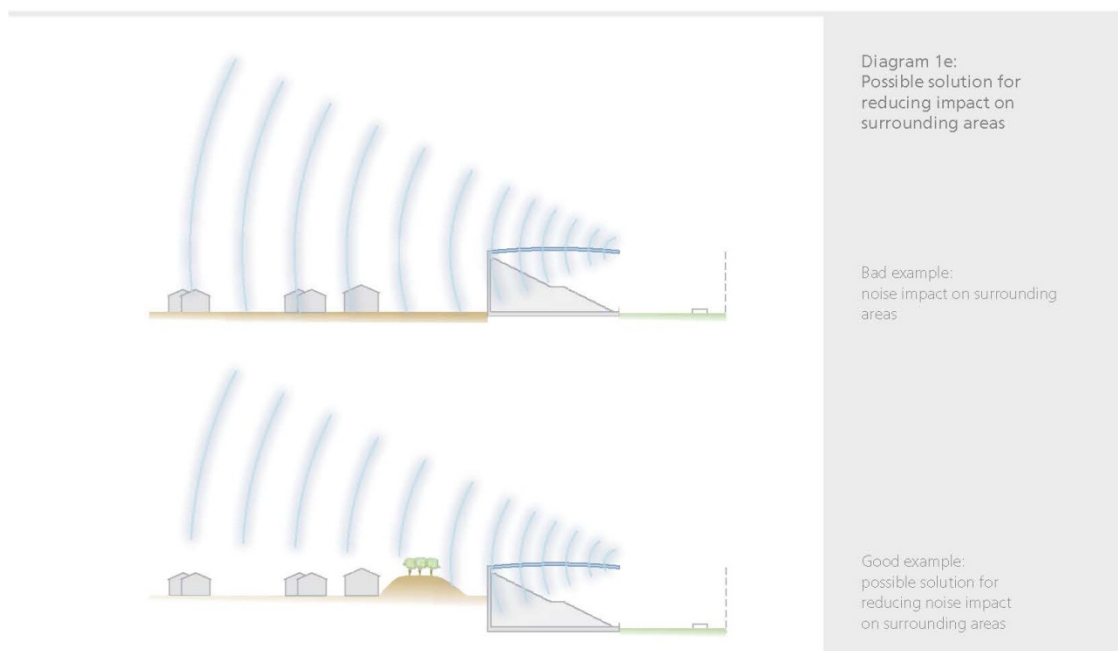 Diagram 1e:
Possible solution for
reducing impact on
surrounding areas
Bad example:
noise impact on surrounding
areas
Good example:
possible solution for
reducing noise impact
on surrounding areas